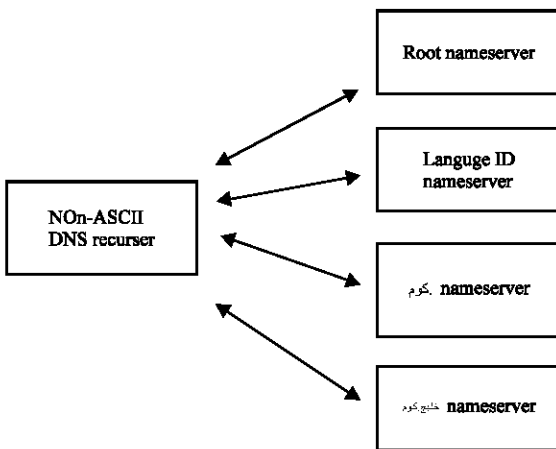 Root nameserver
Languge ID
nameserver
NOn-ASCII
DNS recurser
.كوم nameserver
خليج.كوم nameserver